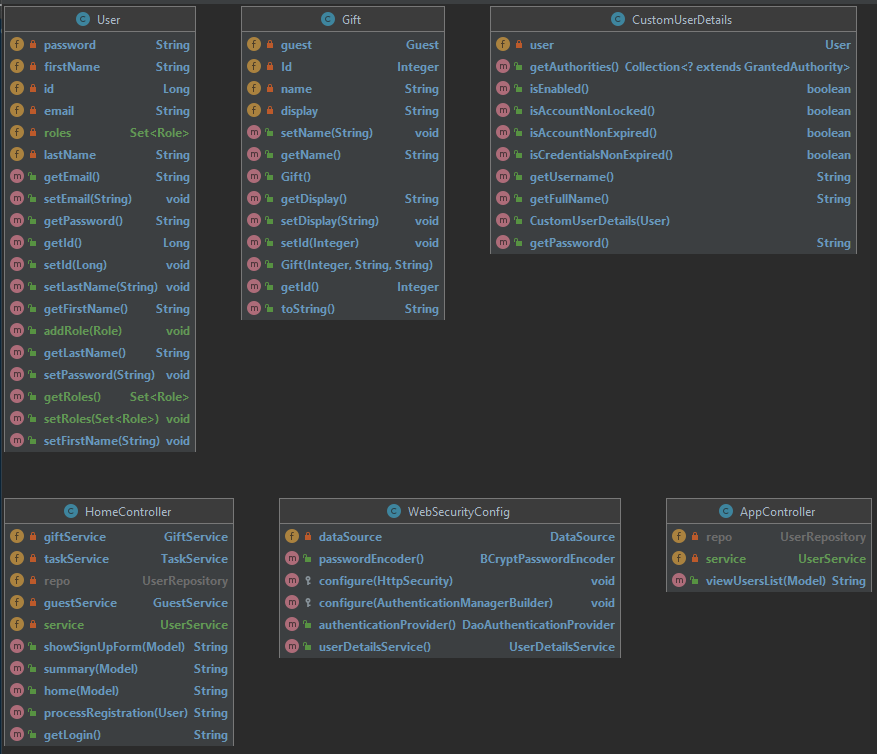 User
password String
firstName String
id Long
email String
roles Set<Role>
lastName String
getEmail() String
setEmail(String) void
getPassword() String
getId() Long
setId(Long) void
setLastName(String) void
getFirstName() String
addRole(Role) void
getLastName() String
setPassword(String) void
getRoles() Set<Role>
setRoles(Set<Role>) void
setFirstName(String) void
Gift
guest Guest
Id Integer
name String
display String
setName(String) void
getName() String
Gift()
getDisplay() String
setDisplay(String) void
setId(Integer) void
Gift(Integer, String, String)
getId() Integer
toString() String
CustomUserDetails
user User
getAuthorities() Collection<? extends GrantedAuthority>
isEnabled() boolean
isAccountNonLocked() boolean
isAccountNonExpired() boolean
isCredentialsNonExpired() boolean
getUsername() String
getFullName() String
CustomUserDetails(User)
getPassword() String
HomeController
giftService GiftService
taskService TaskService
repo UserRepository
guestService GuestService
service UserService
showSignUpForm(Model) String
summary(Model) String
home(Model) String
processRegistration(User) String
getLogin() String
WebSecurityConfig
dataSource DataSource
passwordEncoder() BCryptPasswordEncoder
configure(HttpSecurity) void
configure(AuthenticationManagerBuilder) void
authenticationProvider() DaoAuthenticationProvider
userDetailsService() UserDetailsService
AppController
repo UserRepository
service UserService
viewUsersList(Model) String